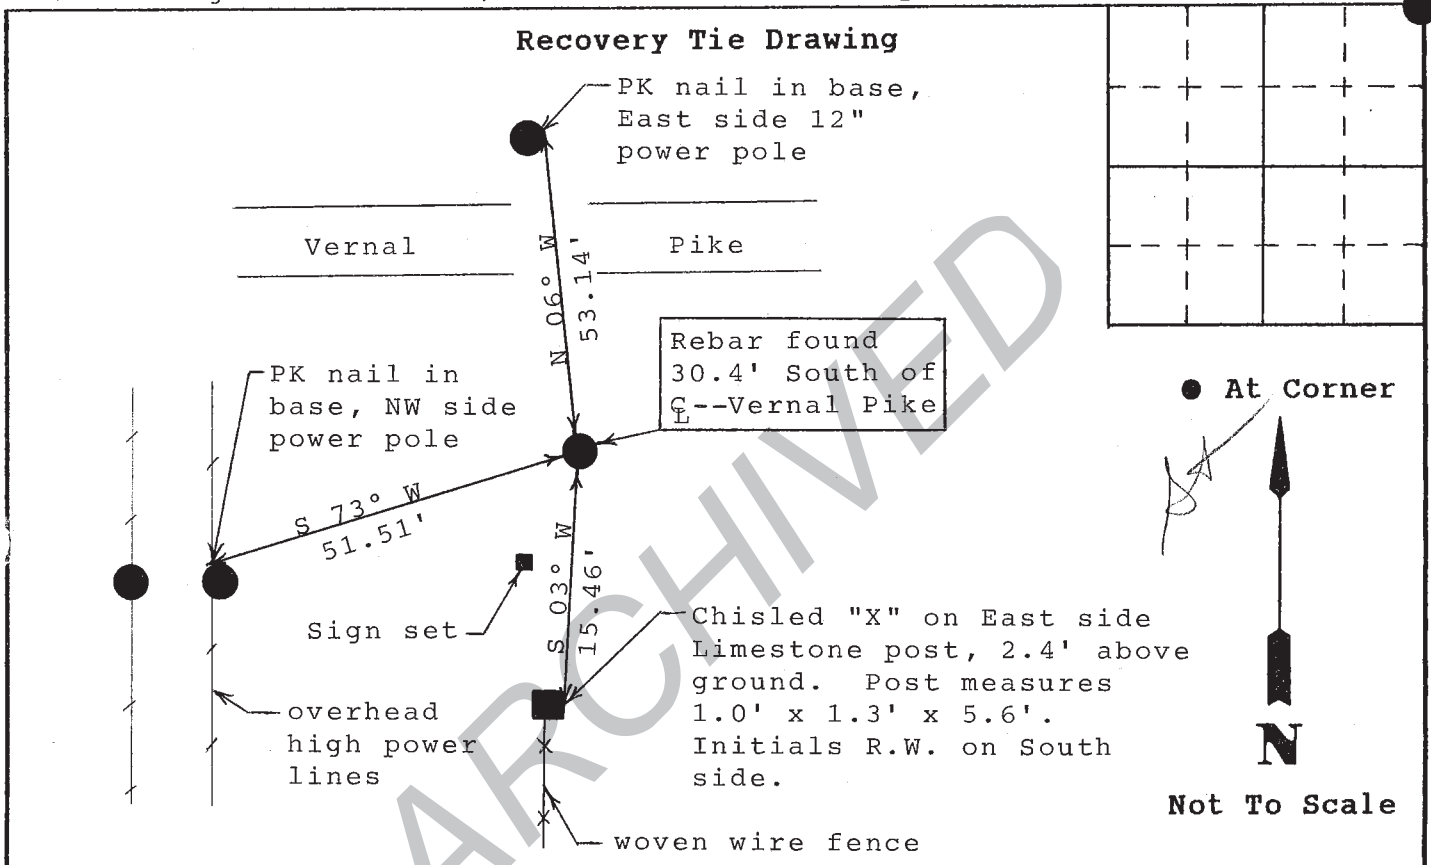 Recovery Tie Drawing
PK nail in base,
East side 12"
power pole
Vernal Pike
N 06° W
53.14'
Rebar found
30.4' South of
℄--Vernal Pike
PK nail in
base, NW side
power pole
At Corner
S 73° W
51.51'
S 03° W
15.46'
Sign set
Chisled "X" on East side
Limestone post, 2.4' above
ground. Post measures
1.0' x 1.3' x 5.6'.
Initials R.W. on South
side.
overhead
high power
lines
woven wire fence
N
Not To Scale
ARCHIVED